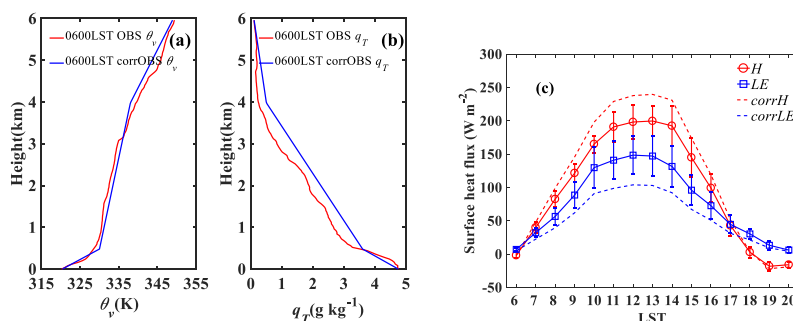 0600LST OBS θv (a)
0600LST corrOBS θv
Height(km)
6
5
4
3
2
1
0
315 325 335 345 355
θv(K)
0600LST OBS qT (b)
0600LST corrOBS qT
Height(km)
6
5
4
3
2
1
0
0 1 2 3 4 5
qT(g kg-1)
(c)
H
LE
corrH
corrLE
Surface heat flux (W m-2)
300
250
200
150
100
50
0
-50
6 7 8 9 10 11 12 13 14 15 16 17 18 19 20
LST